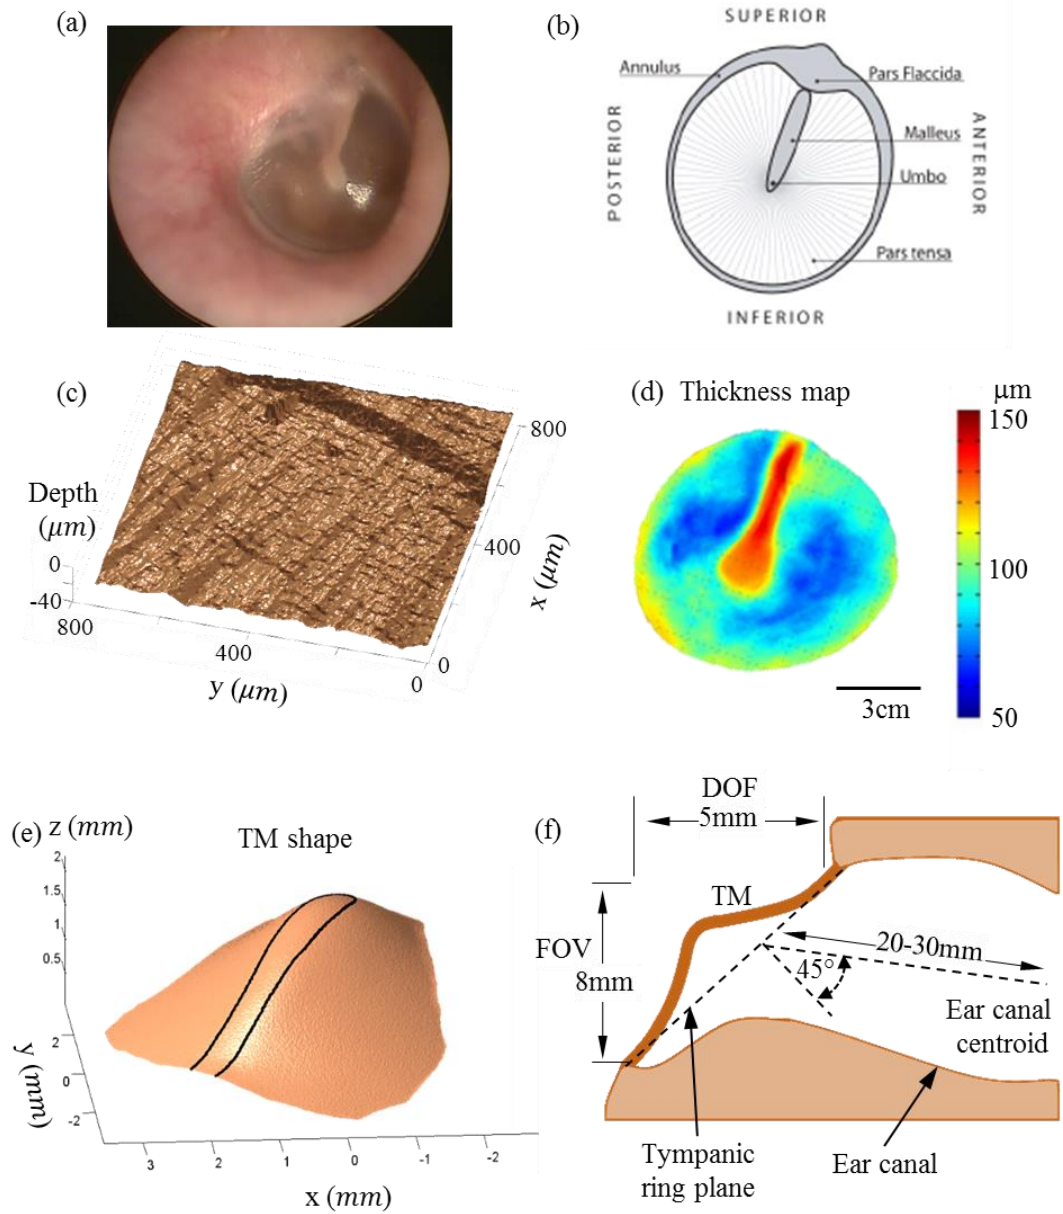 (a)
(b)
SUPERIOR
Annulus
Pars Flaccida
POSTERIOR
Malleus
ANTERIOR
Umbo
Pars tensa
INFERIOR
(c)
Depth
(μm)
0
-40
800
400
0
y (μm)
0
400
800
x (μm)
(d) Thickness map
μm
150
100
50
3cm
(e)
z (mm)
TM shape
2
1.5
1
0.5
2
0
-2
y (mm)
3
2
1
0
-1
-2
x (mm)
(f)
DOF
5mm
TM
FOV
8mm
20-30mm
45°
Ear canal
centroid
Tympanic
ring plane
Ear canal